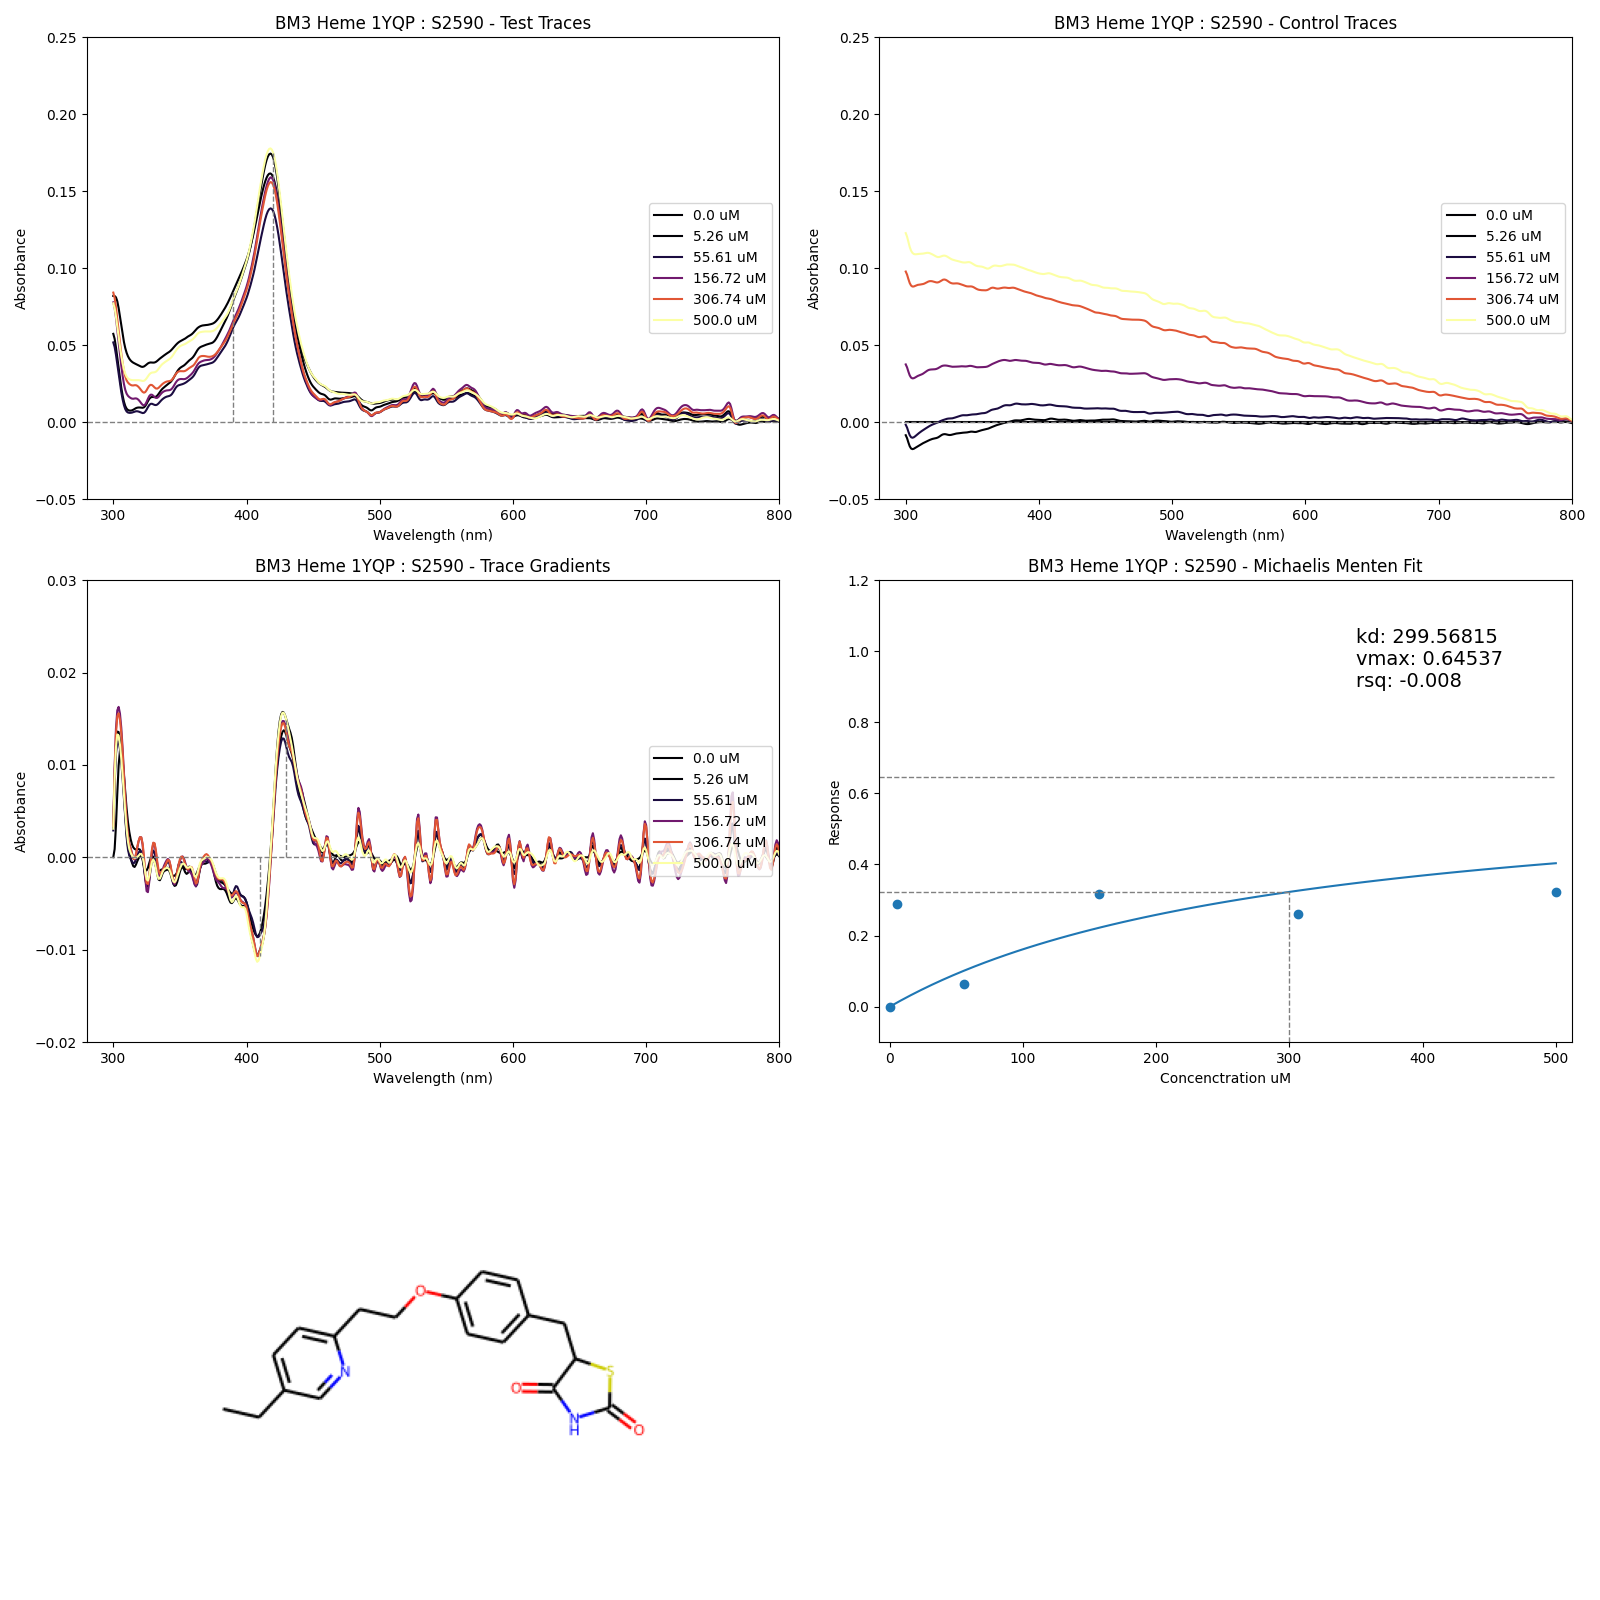 BM3 Heme 1YQP : S2590 - Test Traces
Absorbance
0.25
0.20
0.15
0.10
0.05
0.00
−0.05
300 400 500 600 700 800
Wavelength (nm)
0.0 uM
5.26 uM
55.61 uM
156.72 uM
306.74 uM
500.0 uM
BM3 Heme 1YQP : S2590 - Control Traces
Absorbance
0.25
0.20
0.15
0.10
0.05
0.00
−0.05
300 400 500 600 700 800
Wavelength (nm)
0.0 uM
5.26 uM
55.61 uM
156.72 uM
306.74 uM
500.0 uM
BM3 Heme 1YQP : S2590 - Trace Gradients
Absorbance
0.03
0.02
0.01
0.00
−0.01
−0.02
300 400 500 600 700 800
Wavelength (nm)
0.0 uM
5.26 uM
55.61 uM
156.72 uM
306.74 uM
500.0 uM
BM3 Heme 1YQP : S2590 - Michaelis Menten Fit
Response
1.2
1.0
0.8
0.6
0.4
0.2
0.0
0 100 200 300 400 500
Concenctration uM
kd: 299.56815
vmax: 0.64537
rsq: -0.008
O
N
S
O
N
H
O